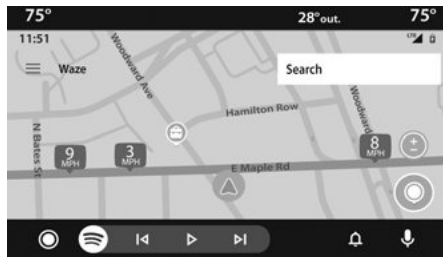 75° 28° out. 75°
11:51 LTE
Waze
Search
Woodward Ave
Hamilton Row
Woodward
N Bates St
9 MPH
3 MPH
8 MPH
E Maple Rd